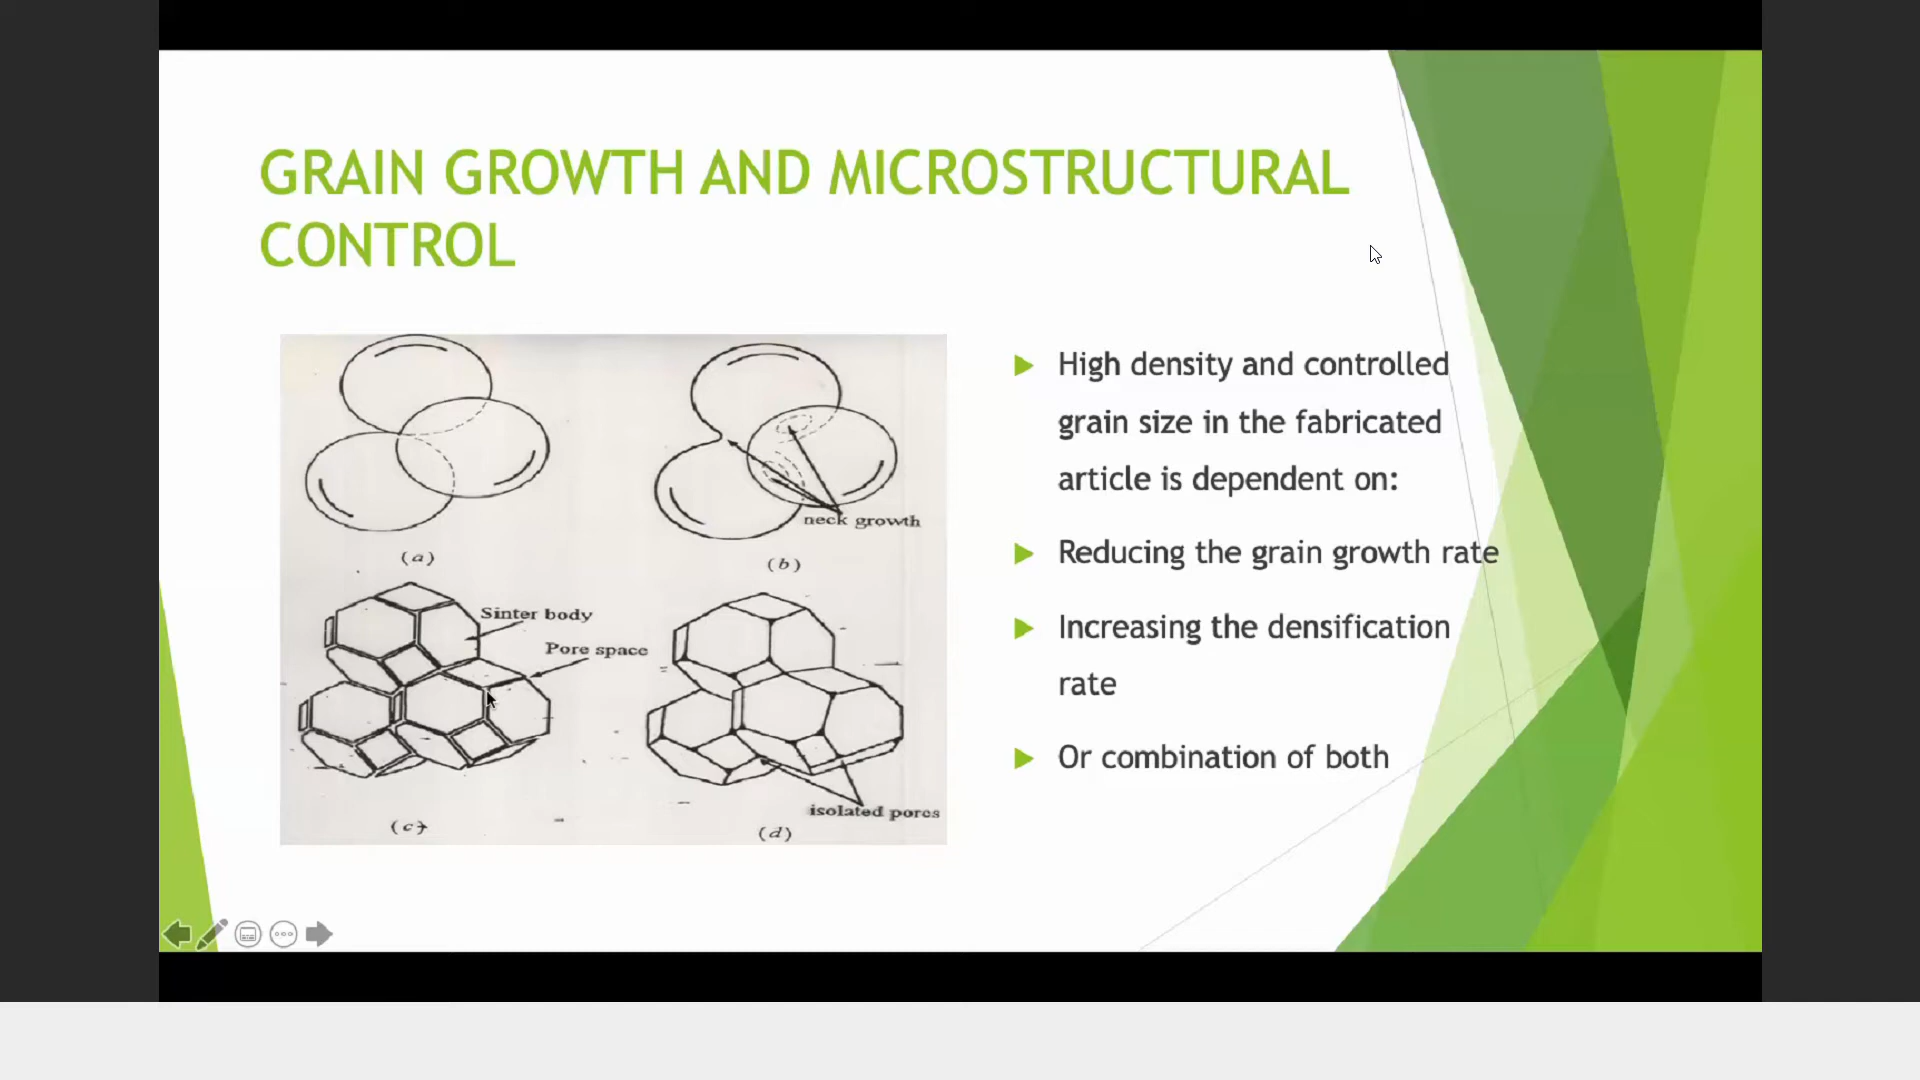 GRAIN GROWTH AND MICROSTRUCTURAL
CONTROL
neck growth
(a)
(b)
Sinter body
Pore space
isolated pores
(c)
(d)
High density and controlled
grain size in the fabricated
article is dependent on:
Reducing the grain growth rate
Increasing the densification
rate
Or combination of both